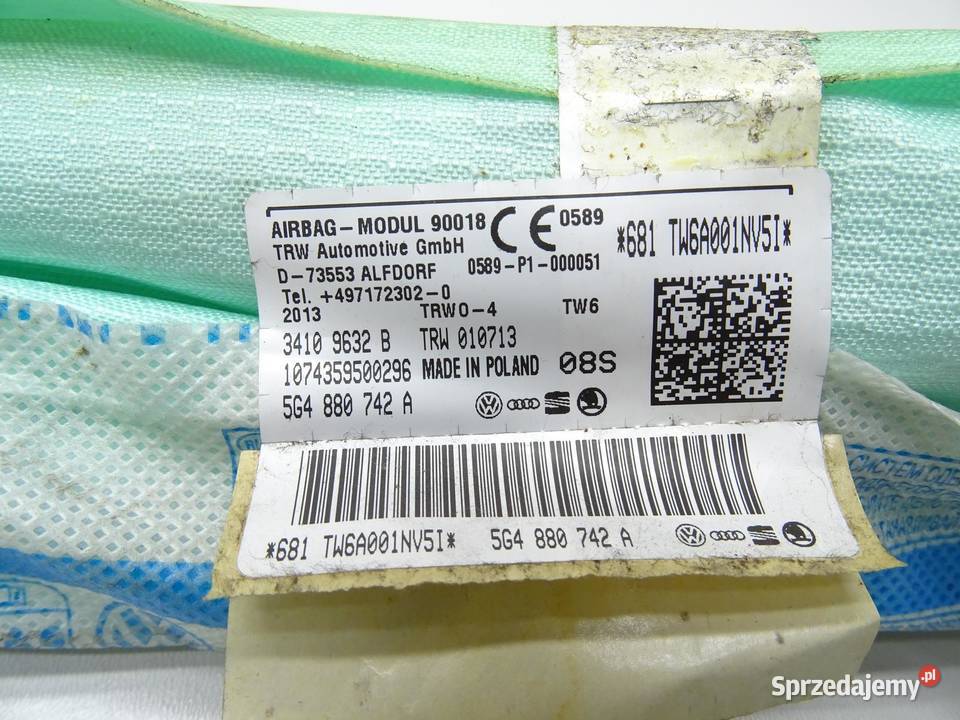 AIRBAG-MODUL 90018 CE 0589
TRW Automotive GmbH
D-73553 ALFDORF 0589-P1-000051
Tel. +497172302-0
2013 TRWO-4 TW6
3410 9632 B TRW 010713
1074359500296 MADE IN POLAND 08S
5G4 880 742 A
*681 TW6A001NV5I*
*681 TW6A001NV5I* 5G4 880 742 A
Sprzedajemy.pl